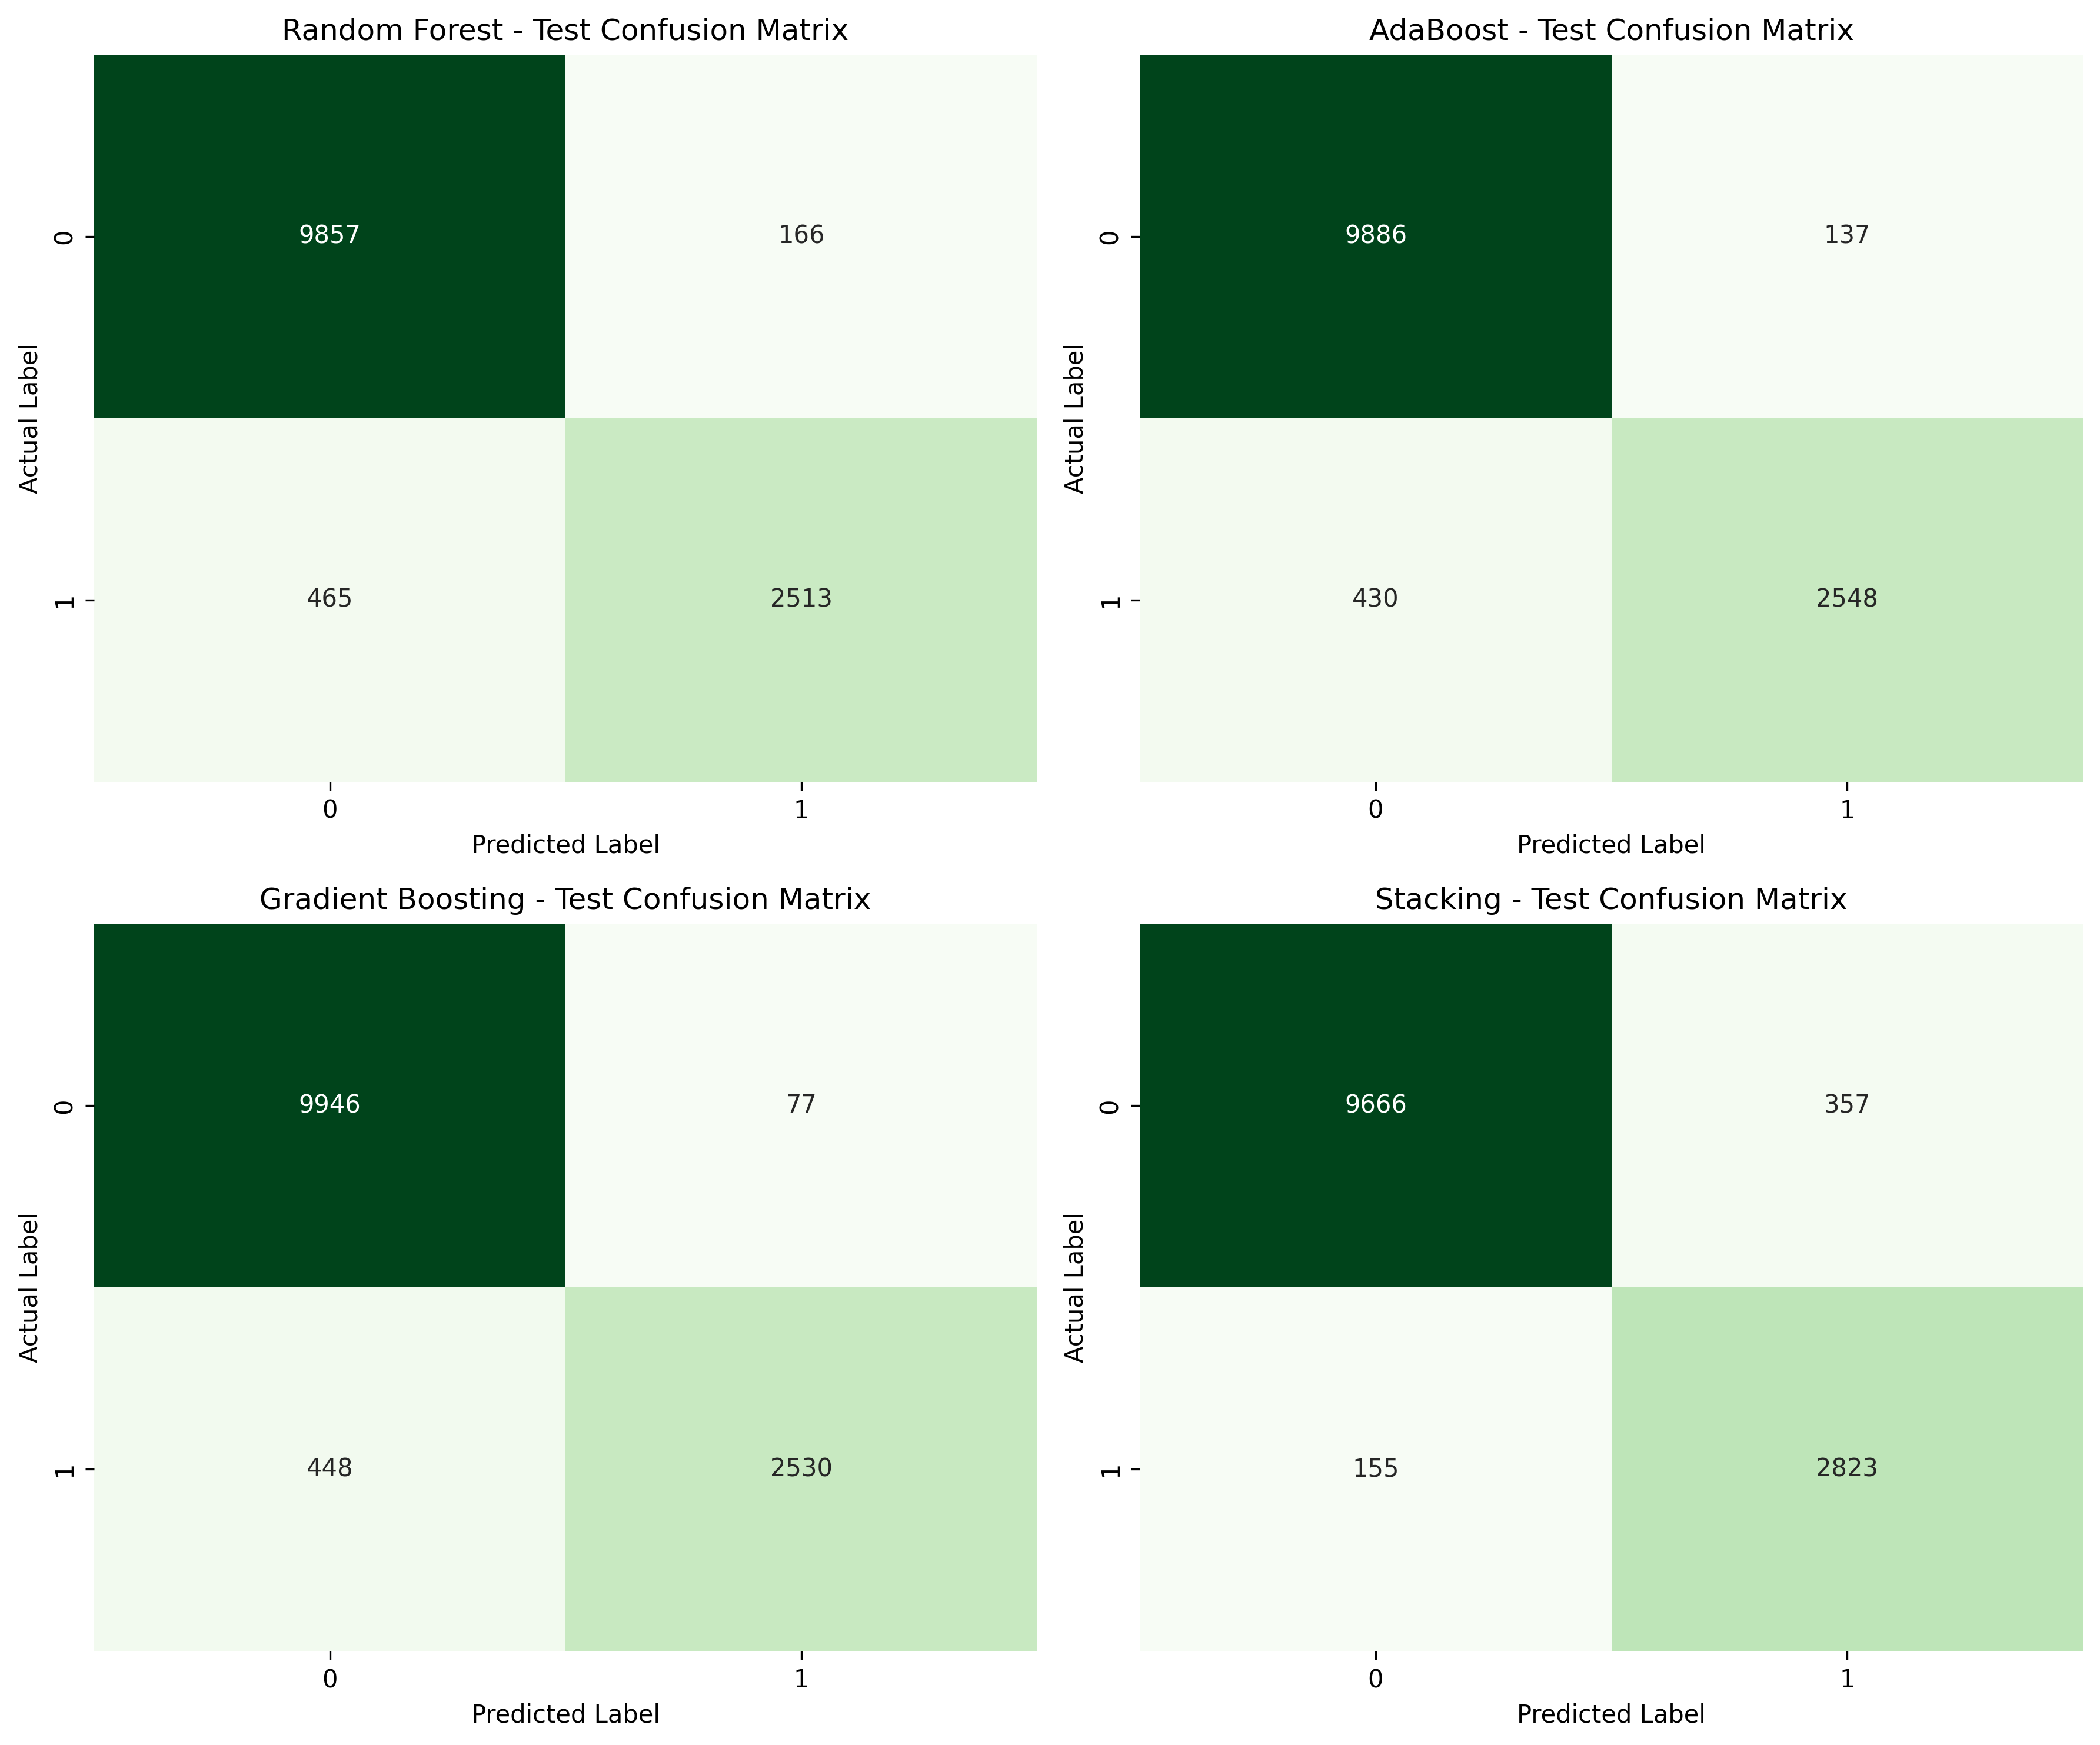 Random Forest - Test Confusion Matrix
Actual Label
0
9857
166
1
465
2513
0
1
Predicted Label
AdaBoost - Test Confusion Matrix
Actual Label
0
9886
137
1
430
2548
0
1
Predicted Label
Gradient Boosting - Test Confusion Matrix
Actual Label
0
9946
77
1
448
2530
0
1
Predicted Label
Stacking - Test Confusion Matrix
Actual Label
0
9666
357
1
155
2823
0
1
Predicted Label